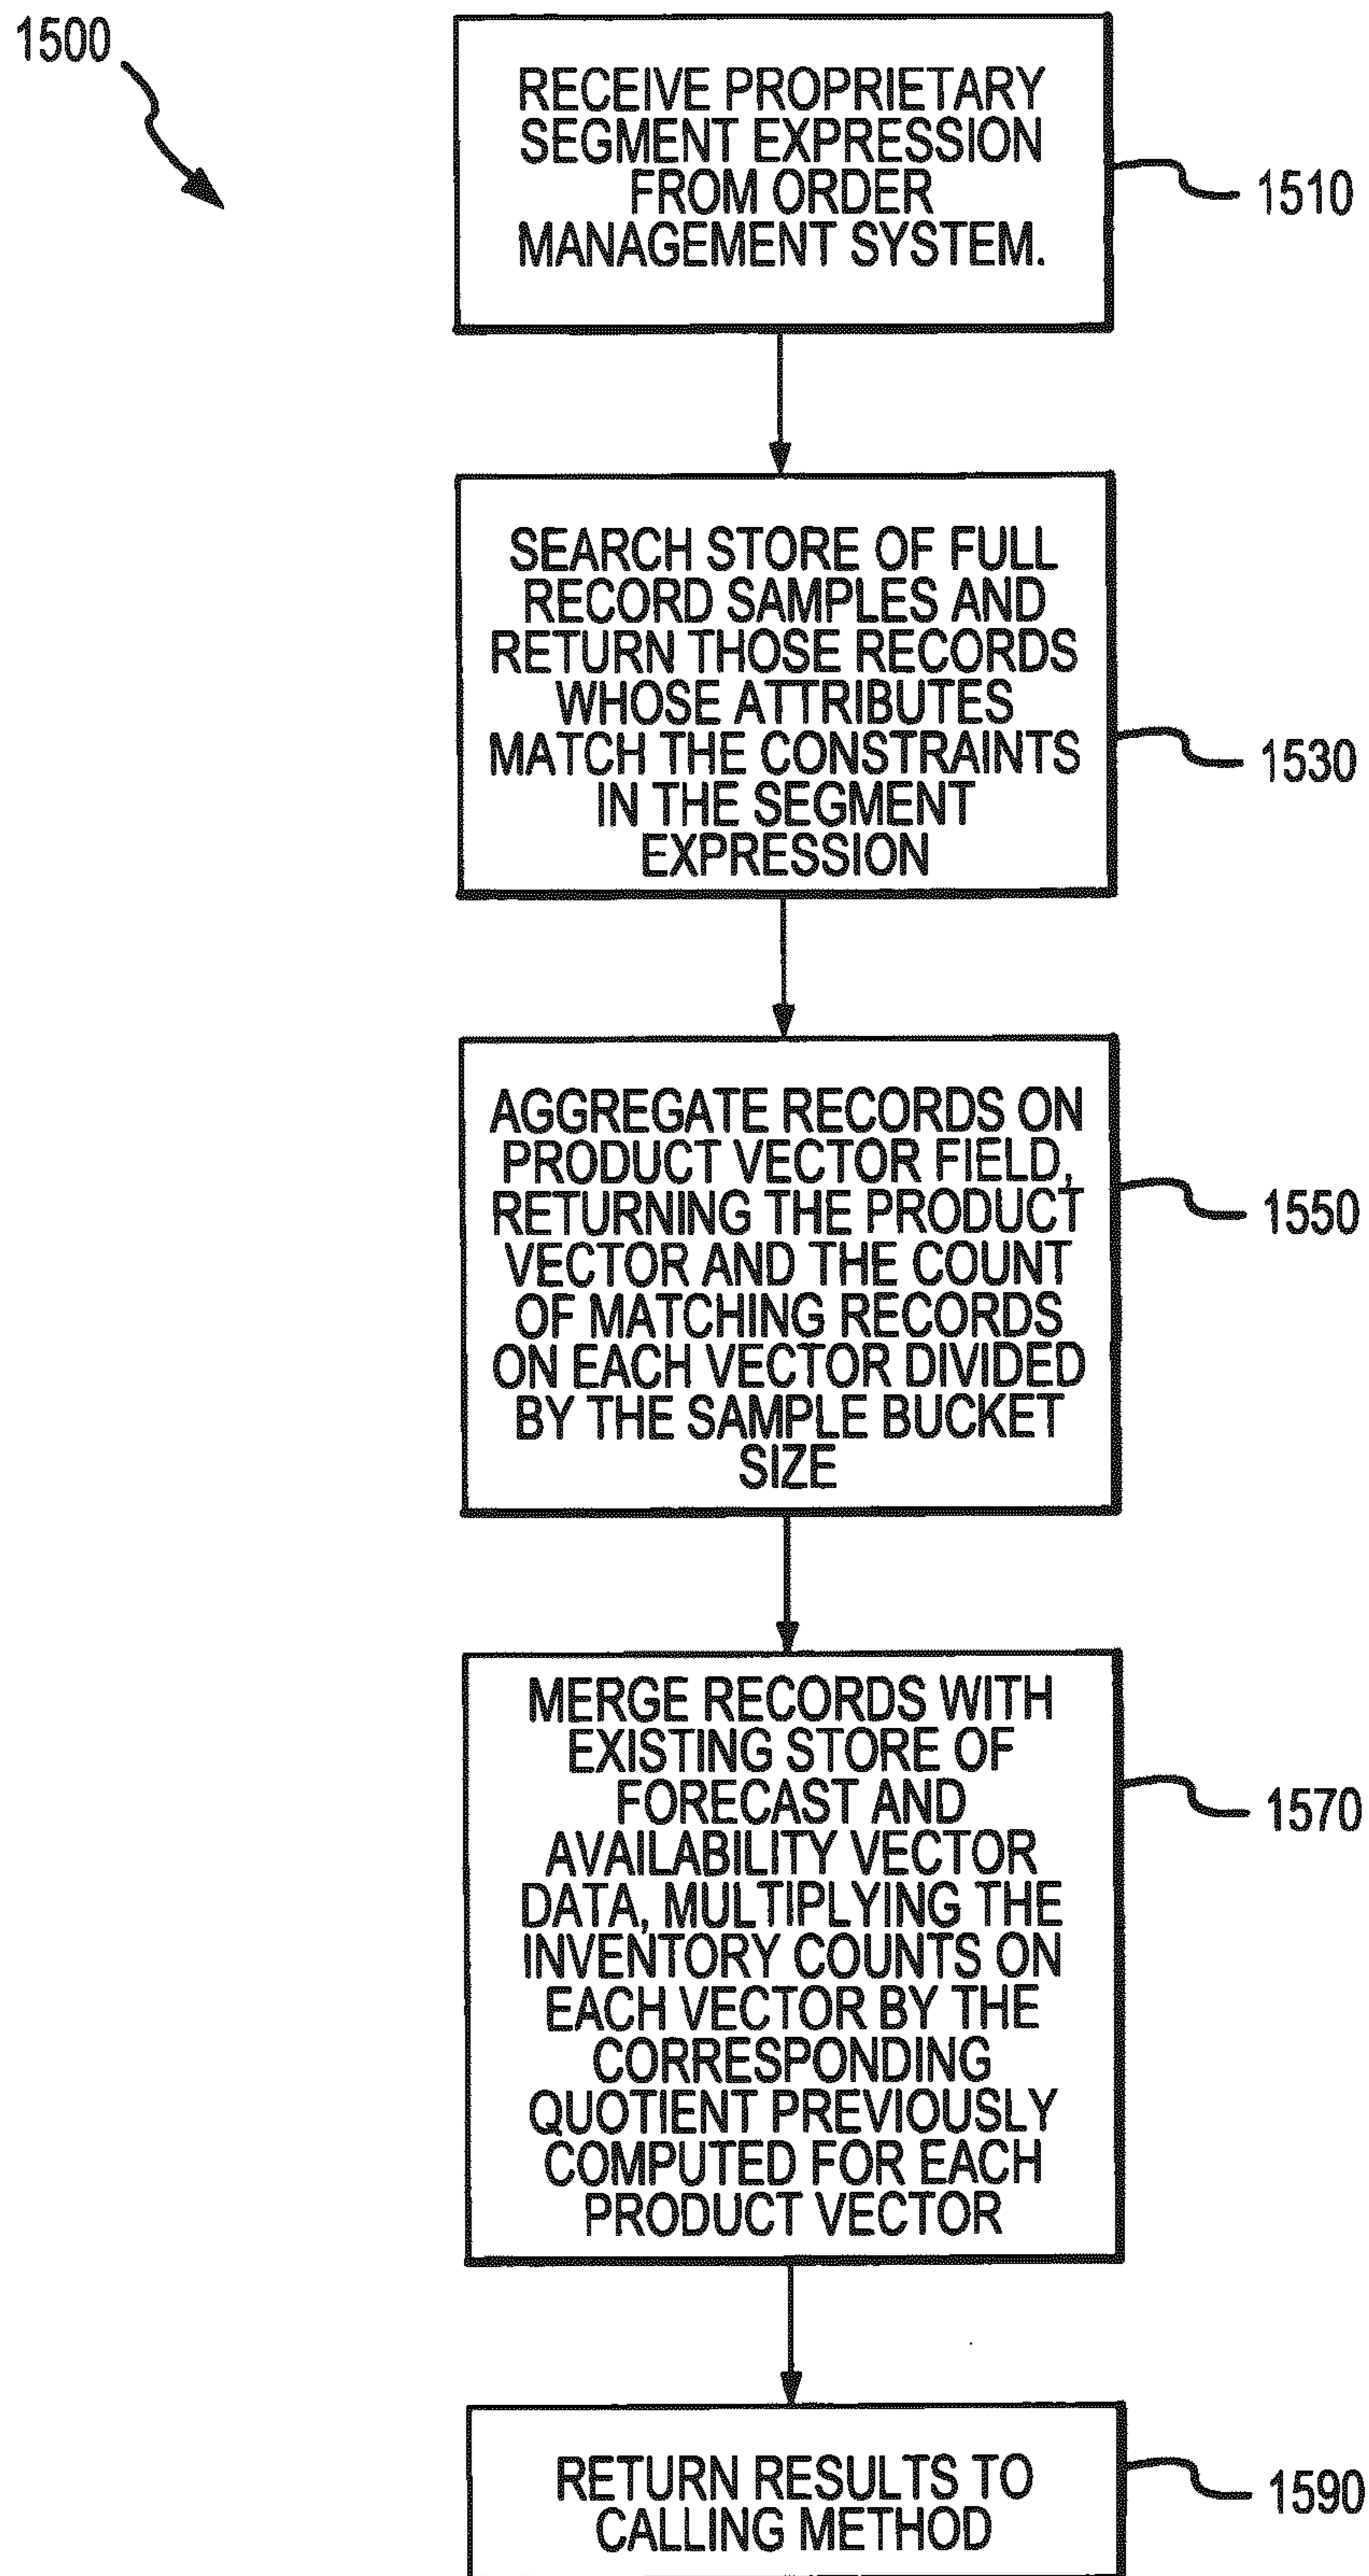 1500
RECEIVE PROPRIETARY
SEGMENT EXPRESSION
FROM ORDER
MANAGEMENT SYSTEM.
1510
SEARCH STORE OF FULL
RECORD SAMPLES AND
RETURN THOSE RECORDS
WHOSE ATTRIBUTES
MATCH THE CONSTRAINTS
IN THE SEGMENT
EXPRESSION
1530
AGGREGATE RECORDS ON
PRODUCT VECTOR FIELD,
RETURNING THE PRODUCT
VECTOR AND THE COUNT
OF MATCHING RECORDS
ON EACH VECTOR DIVIDED
BY THE SAMPLE BUCKET
SIZE
1550
MERGE RECORDS WITH
EXISTING STORE OF
FORECAST AND
AVAILABILITY VECTOR
DATA, MULTIPLYING THE
INVENTORY COUNTS ON
EACH VECTOR BY THE
CORRESPONDING
QUOTIENT PREVIOUSLY
COMPUTED FOR EACH
PRODUCT VECTOR
1570
RETURN RESULTS TO
CALLING METHOD
1590